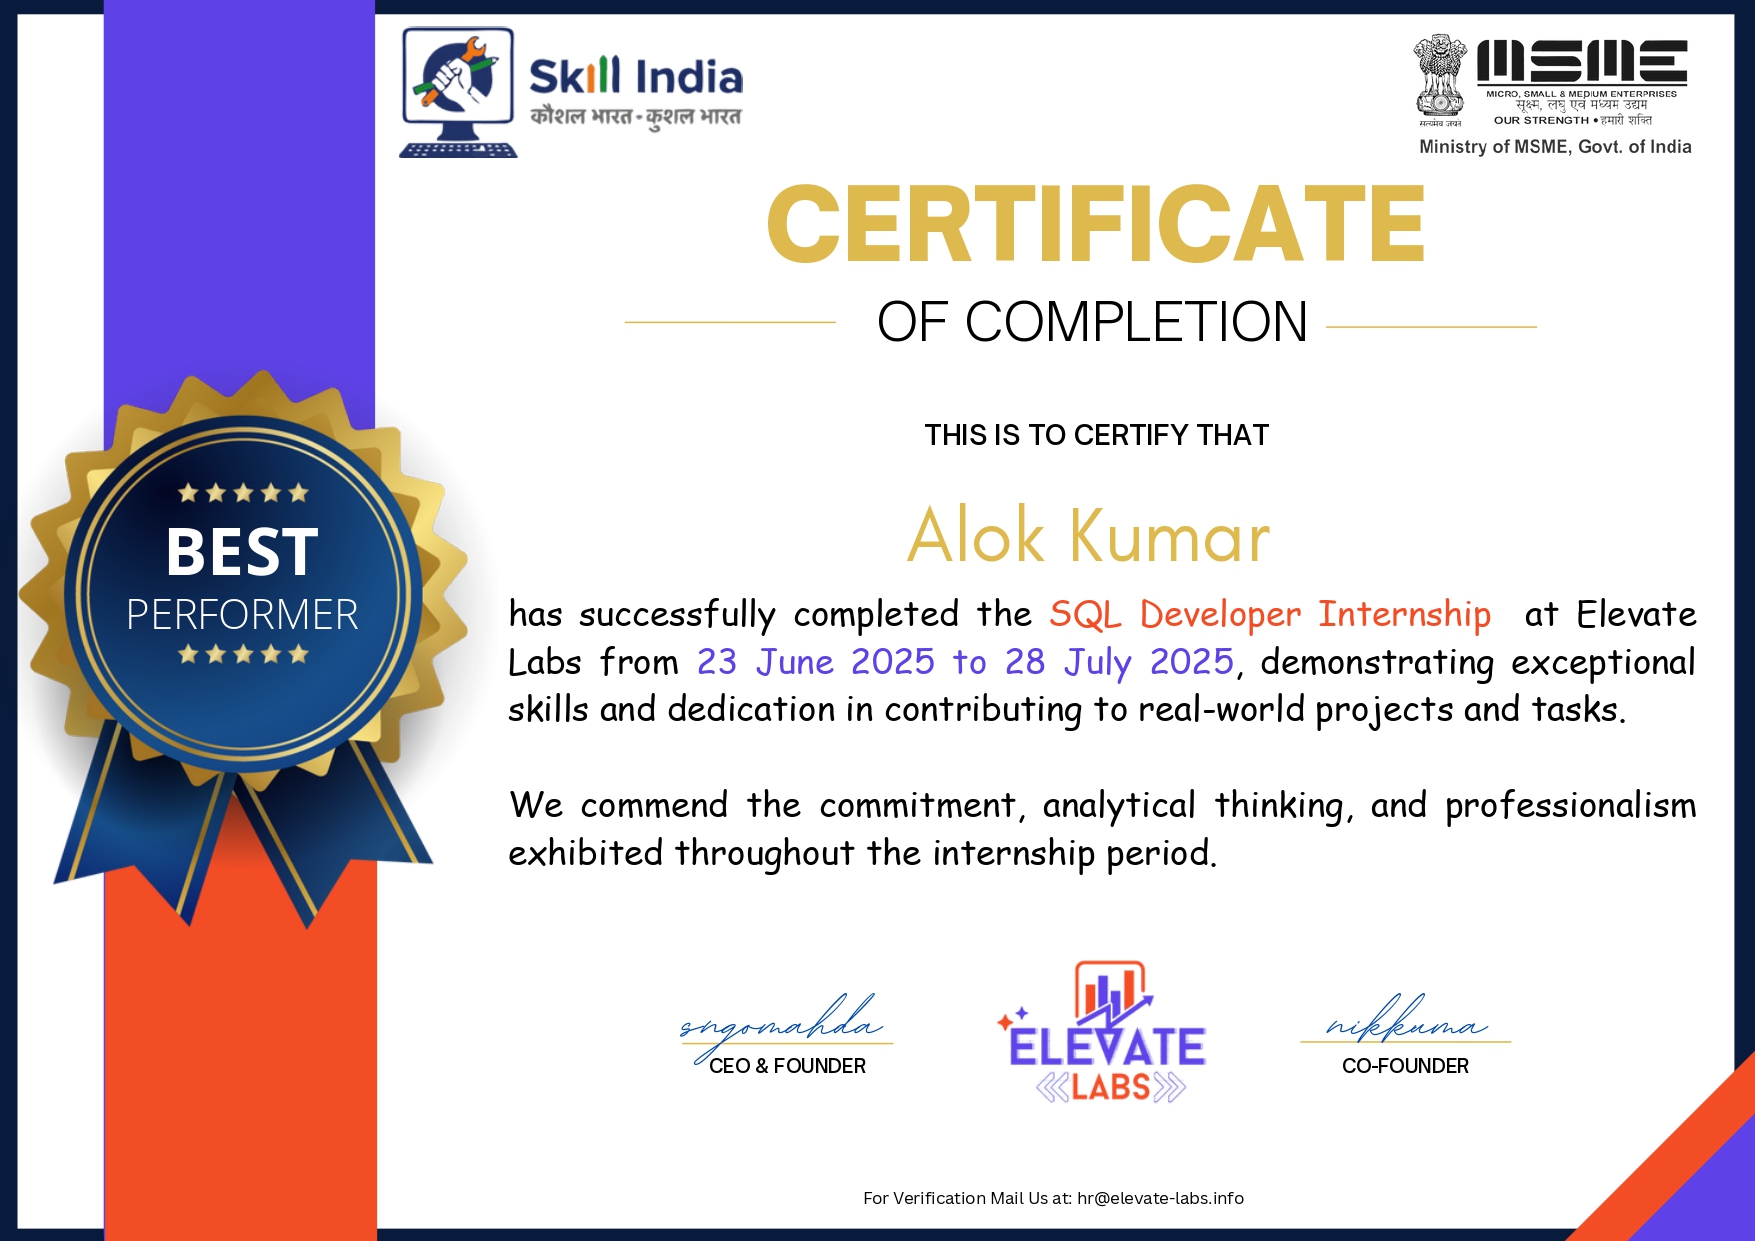 Skill India
कौशल भारत - कुशल भारत
MSME
MICRO, SMALL & MEDIUM ENTERPRISES
सूक्ष्म, लघु एवं मध्यम उद्यम
OUR STRENGTH • हमारी शक्ति
सत्यमेव जयते
Ministry of MSME, Govt. of India
CERTIFICATE
OF COMPLETION
THIS IS TO CERTIFY THAT
Alok Kumar
has successfully completed the SQL Developer Internship at Elevate
Labs from 23 June 2025 to 28 July 2025, demonstrating exceptional
skills and dedication in contributing to real-world projects and tasks.
We commend the commitment, analytical thinking, and professionalism
exhibited throughout the internship period.
BEST
PERFORMER
sngomahda
CEO & FOUNDER
ELEVATE
LABS
nikkuma
CO-FOUNDER
For Verification Mail Us at: hr@elevate-labs.info